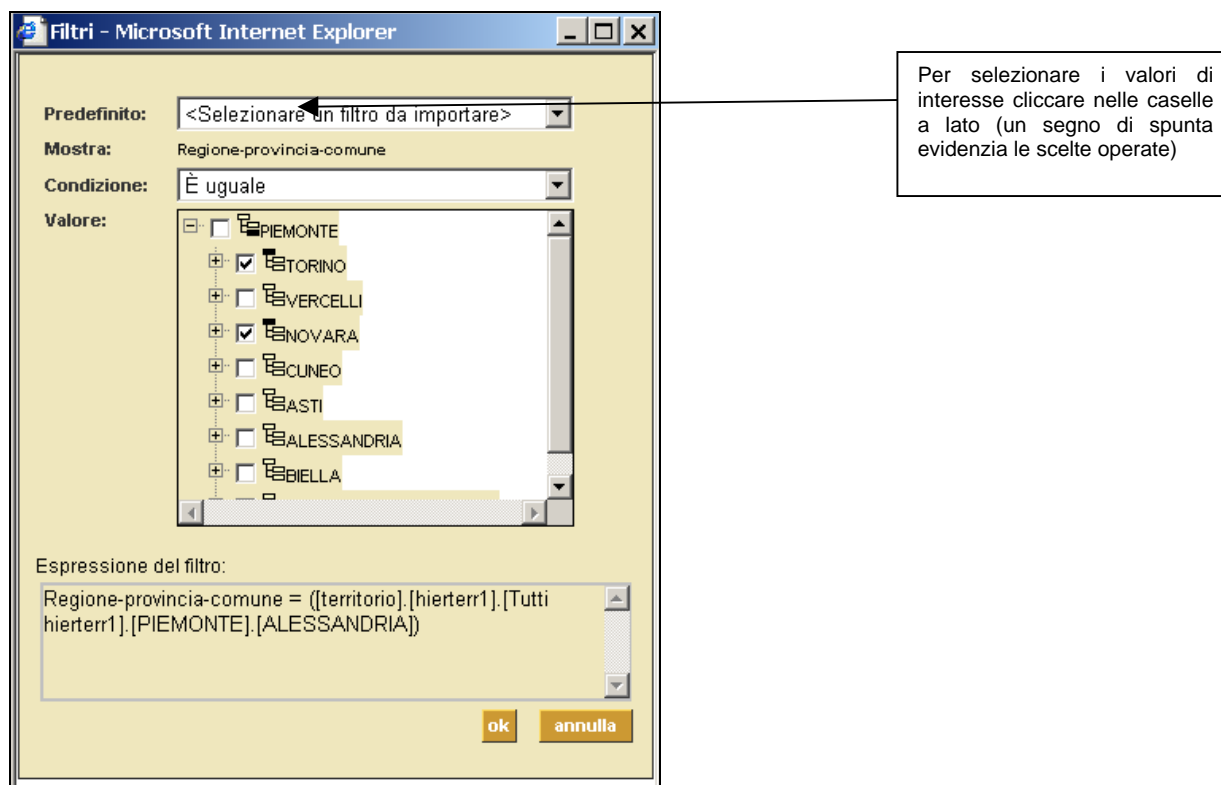 Filtri - Microsoft Internet Explorer
Predefinito: <Selezionare un filtro da importare>
Mostra: Regione-provincia-comune
Condizione: È uguale
Valore:
PIEMONTE
TORINO
VERCELLI
NOVARA
CUNEO
ASTI
ALESSANDRIA
BIELLA
Espressione del filtro:
Regione-provincia-comune = ([territorio].[hierterr1].[Tutti
hierterr1].[PIEMONTE].[ALESSANDRIA])
ok annulla
Per selezionare i valori di
interesse cliccare nelle caselle
a lato (un segno di spunta
evidenzia le scelte operate)